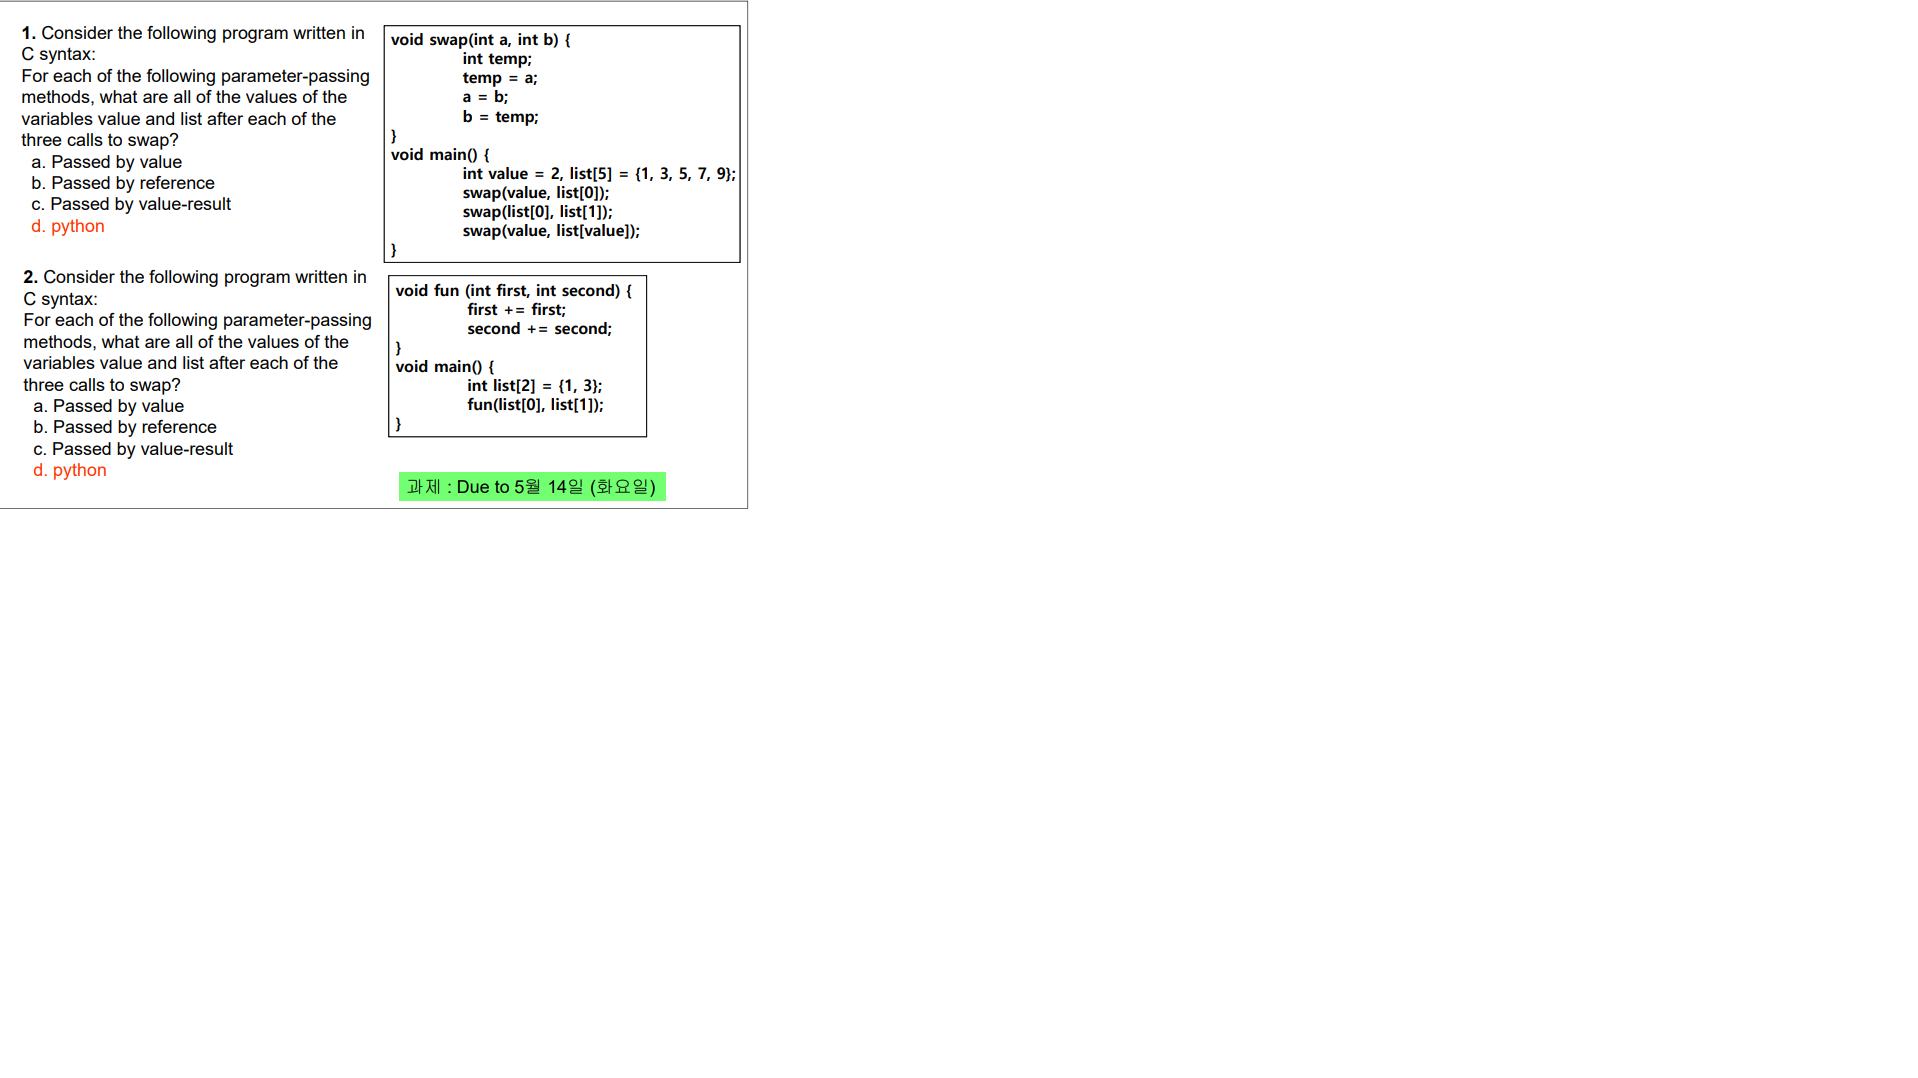 1. Consider the following program written in
C syntax:
For each of the following parameter-passing
methods, what are all of the values of the
variables value and list after each of the
three calls to swap?
a. Passed by value
b. Passed by reference
c. Passed by value-result
d. python
void swap(int a, int b) {
int temp;
temp = a;
a = b;
b = temp;
}
void main() {
int value = 2, list[5] = {1, 3, 5, 7, 9};
swap(value, list[0]);
swap(list[0], list[1]);
swap(value, list[value]);
}
2. Consider the following program written in
C syntax:
For each of the following parameter-passing
methods, what are all of the values of the
variables value and list after each of the
three calls to swap?
a. Passed by value
b. Passed by reference
c. Passed by value-result
d. python
void fun (int first, int second) {
first += first;
second += second;
}
void main() {
int list[2] = {1, 3};
fun(list[0], list[1]);
}
과제 : Due to 5월 14일 (화요일)